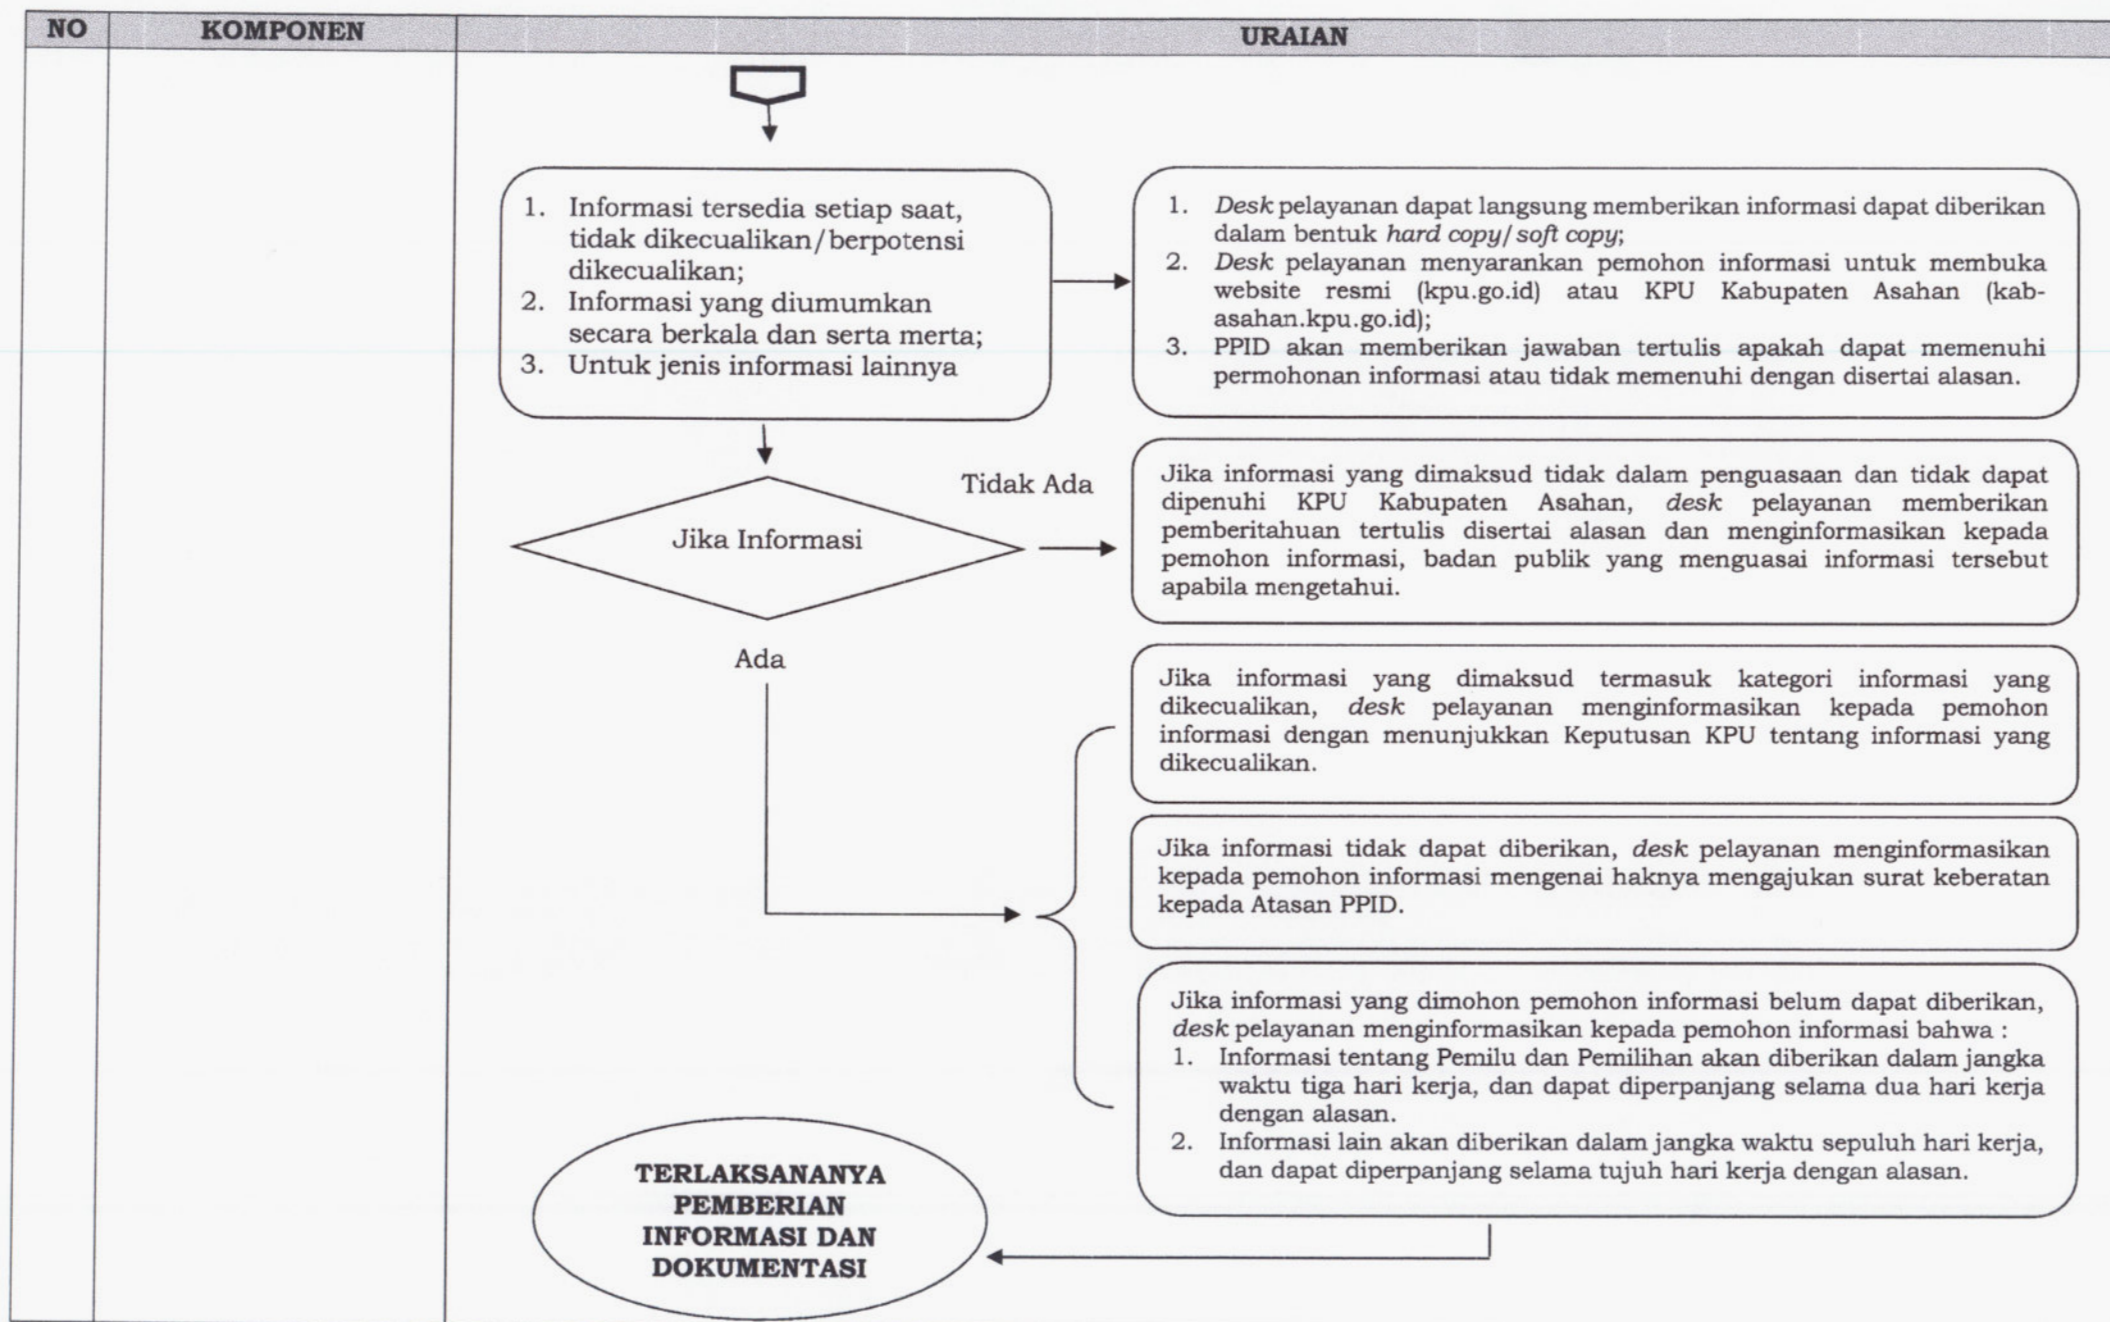 NO KOMPONEN URAIAN
1. Informasi tersedia setiap saat,
tidak dikecualikan/berpotensi
dikecualikan;
2. Informasi yang diumumkan
secara berkala dan serta merta;
3. Untuk jenis informasi lainnya
1. Desk pelayanan dapat langsung memberikan informasi dapat diberikan
dalam bentuk hard copy/soft copy;
2. Desk pelayanan menyarankan pemohon informasi untuk membuka
website resmi (kpu.go.id) atau KPU Kabupaten Asahan (kab-
asahan.kpu.go.id);
3. PPID akan memberikan jawaban tertulis apakah dapat memenuhi
permohonan informasi atau tidak memenuhi dengan disertai alasan.
Jika Informasi
Tidak Ada
Jika informasi yang dimaksud tidak dalam penguasaan dan tidak dapat
dipenuhi KPU Kabupaten Asahan, desk pelayanan memberikan
pemberitahuan tertulis disertai alasan dan menginformasikan kepada
pemohon informasi, badan publik yang menguasai informasi tersebut
apabila mengetahui.
Ada
Jika informasi yang dimaksud termasuk kategori informasi yang
dikecualikan, desk pelayanan menginformasikan kepada pemohon
informasi dengan menunjukkan Keputusan KPU tentang informasi yang
dikecualikan.
Jika informasi tidak dapat diberikan, desk pelayanan menginformasikan
kepada pemohon informasi mengenai haknya mengajukan surat keberatan
kepada Atasan PPID.
Jika informasi yang dimohon pemohon informasi belum dapat diberikan,
desk pelayanan menginformasikan kepada pemohon informasi bahwa :
1. Informasi tentang Pemilu dan Pemilihan akan diberikan dalam jangka
waktu tiga hari kerja, dan dapat diperpanjang selama dua hari kerja
dengan alasan.
2. Informasi lain akan diberikan dalam jangka waktu sepuluh hari kerja,
dan dapat diperpanjang selama tujuh hari kerja dengan alasan.
TERLAKSANANYA
PEMBERIAN
INFORMASI DAN
DOKUMENTASI